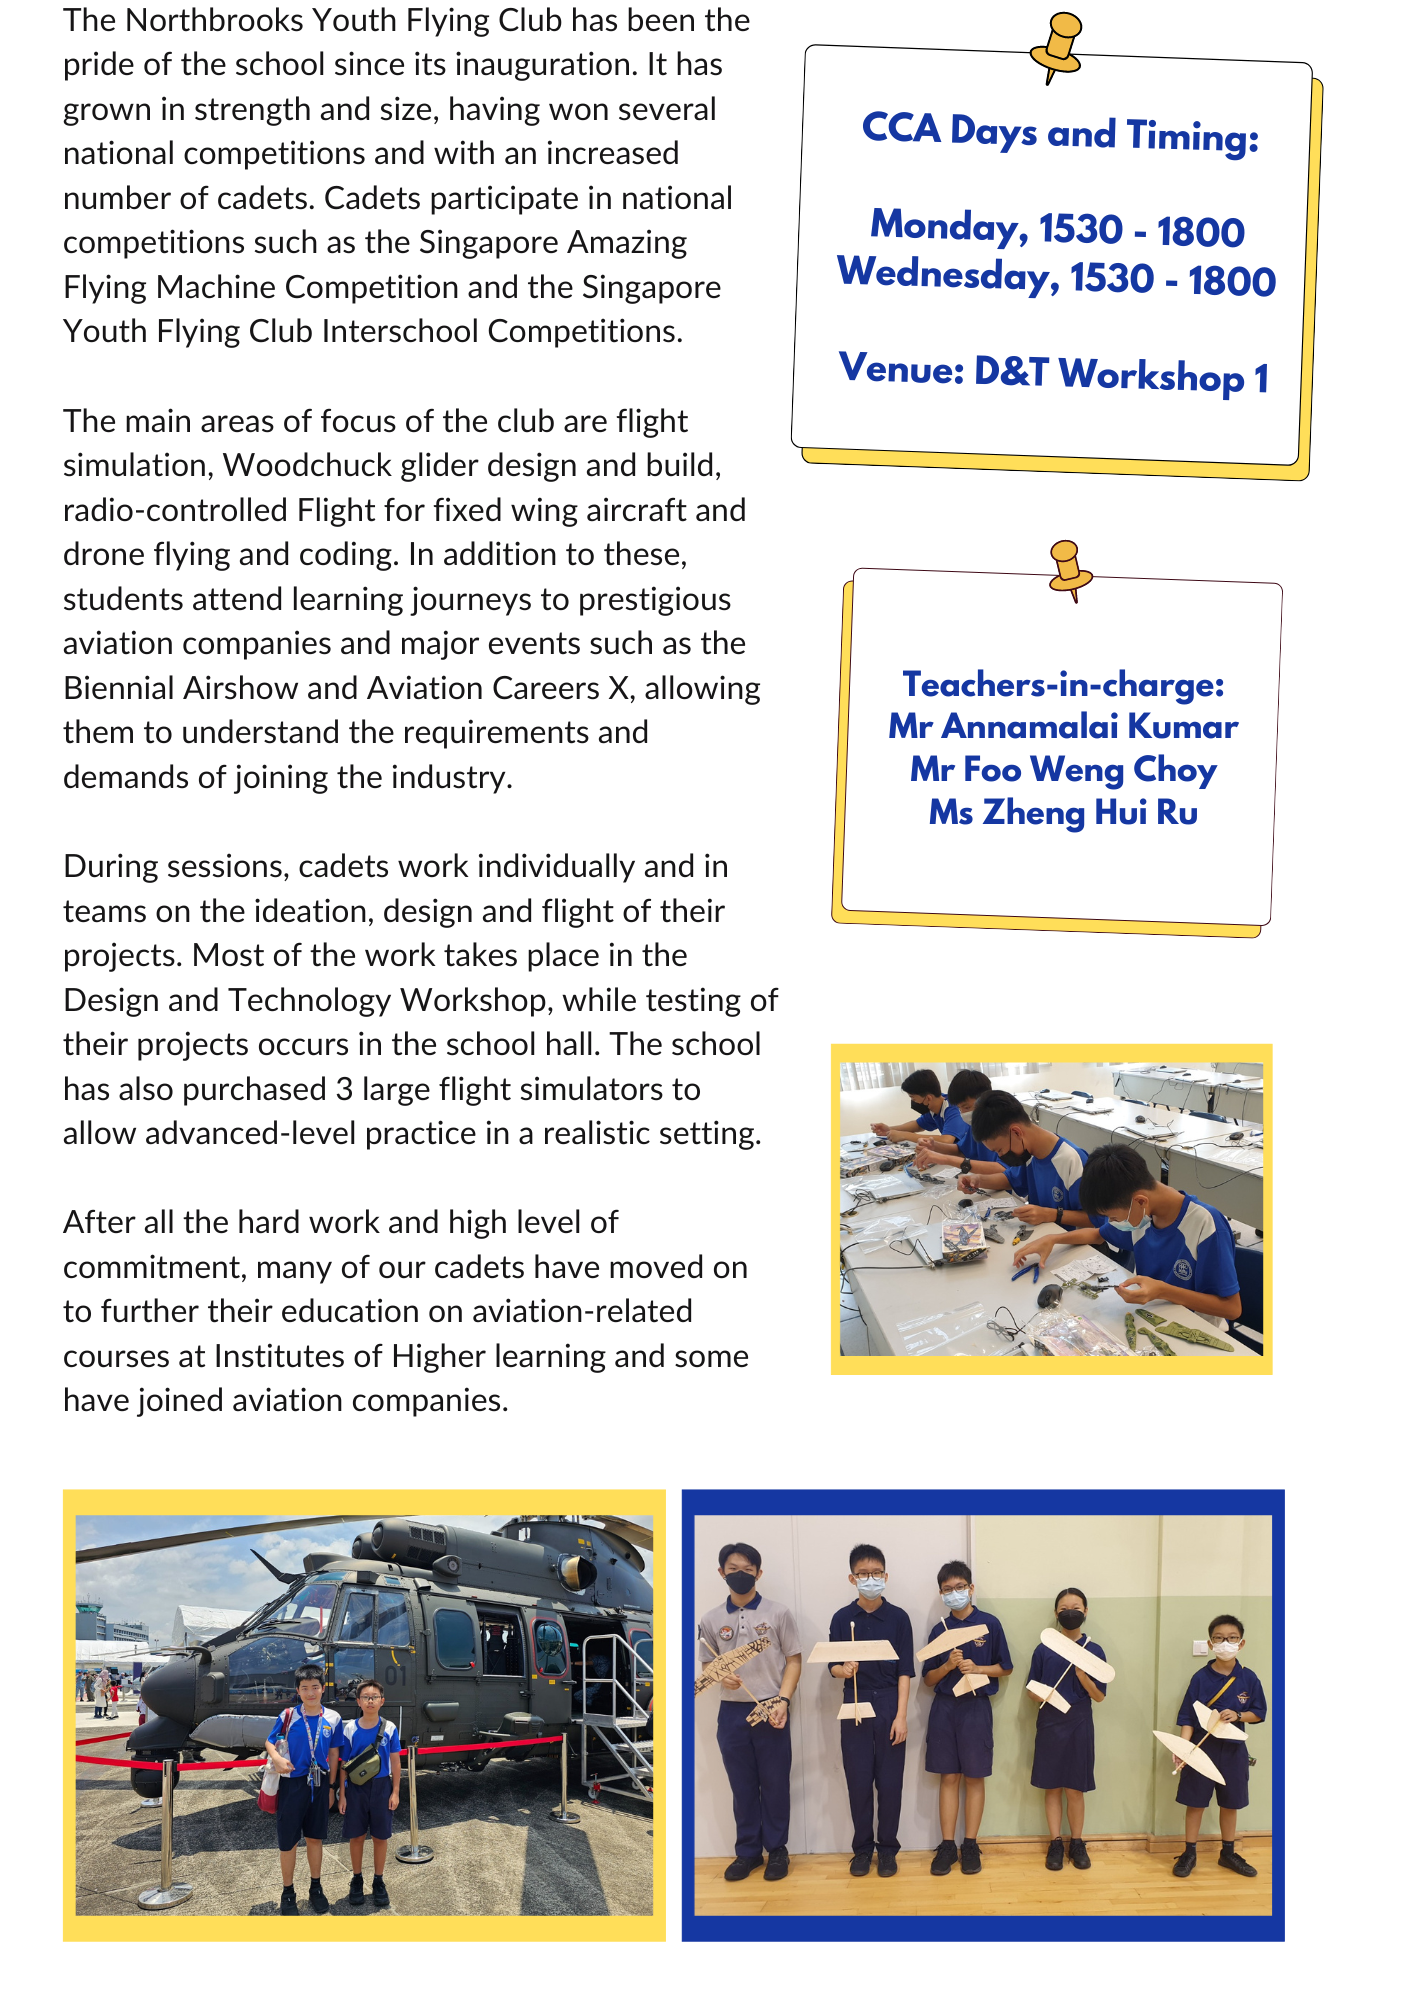 The Northbrooks Youth Flying Club has been the
pride of the school since its inauguration. It has
grown in strength and size, having won several
national competitions and with an increased
number of cadets. Cadets participate in national
competitions such as the Singapore Amazing
Flying Machine Competition and the Singapore
Youth Flying Club Interschool Competitions.
The main areas of focus of the club are flight
simulation, Woodchuck glider design and build,
radio-controlled Flight for fixed wing aircraft and
drone flying and coding. In addition to these,
students attend learning journeys to prestigious
aviation companies and major events such as the
Biennial Airshow and Aviation Careers X, allowing
them to understand the requirements and
demands of joining the industry.
During sessions, cadets work individually and in
teams on the ideation, design and flight of their
projects. Most of the work takes place in the
Design and Technology Workshop, while testing of
their projects occurs in the school hall. The school
has also purchased 3 large flight simulators to
allow advanced-level practice in a realistic setting.
After all the hard work and high level of
commitment, many of our cadets have moved on
to further their education on aviation-related
courses at Institutes of Higher learning and some
have joined aviation companies.
CCA Days and Timing:
Monday, 1530 - 1800
Wednesday, 1530 - 1800
Venue: D&T Workshop 1
Teachers-in-charge:
Mr Annamalai Kumar
Mr Foo Weng Choy
Ms Zheng Hui Ru
01